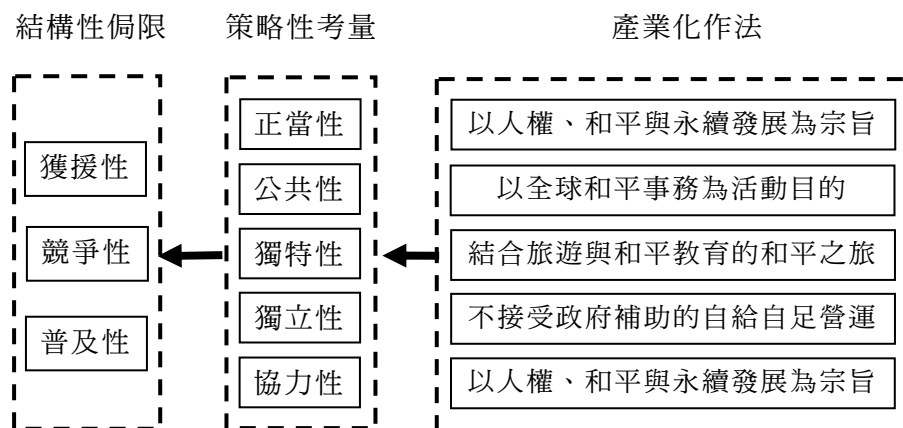 結構性侷限
策略性考量
產業化作法
獲援性
競爭性
普及性
正當性
公共性
獨特性
獨立性
協力性
以人權、和平與永續發展為宗旨
以全球和平事務為活動目的
結合旅遊與和平教育的和平之旅
不接受政府補助的自給自足營運
以人權、和平與永續發展為宗旨